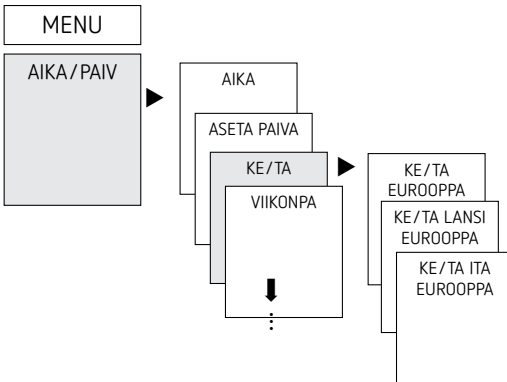 MENU
AIKA/PAIV
AIKA
ASETA PAIVA
KE/TA
VIIKONPA
KE/TA
EUROOPPA
KE/TA LANSI
EUROOPPA
KE/TA ITA
EUROOPPA